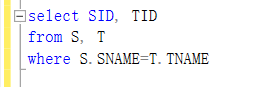 select SID, TID
from S, T
where S.SNAME=T.TNAME